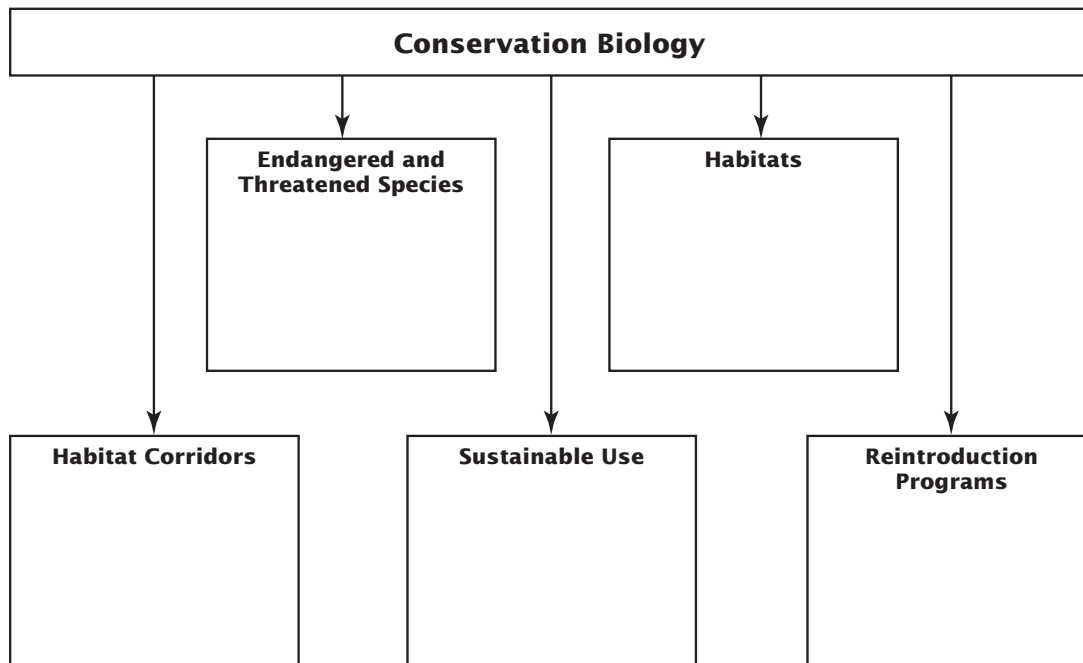 Conservation Biology
Endangered and
Threatened Species
Habitats
Habitat Corridors
Sustainable Use
Reintroduction
Programs